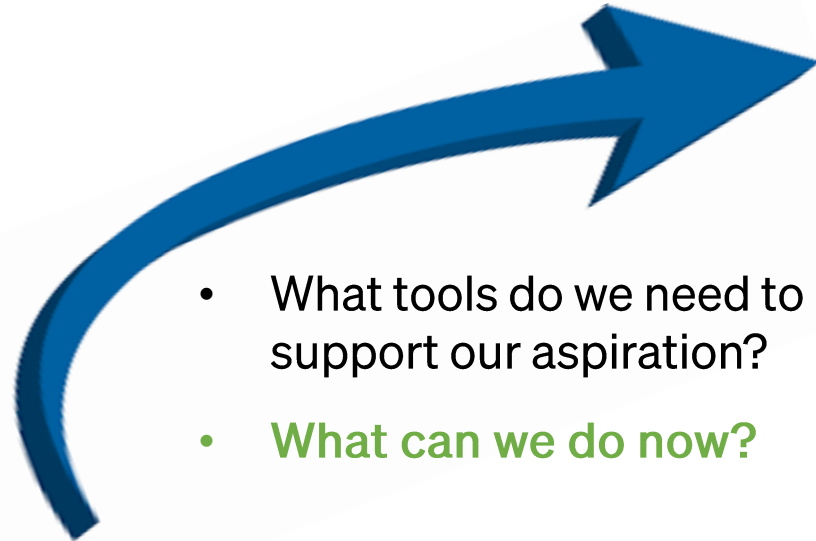 • What tools do we need to
support our aspiration?
• What can we do now?